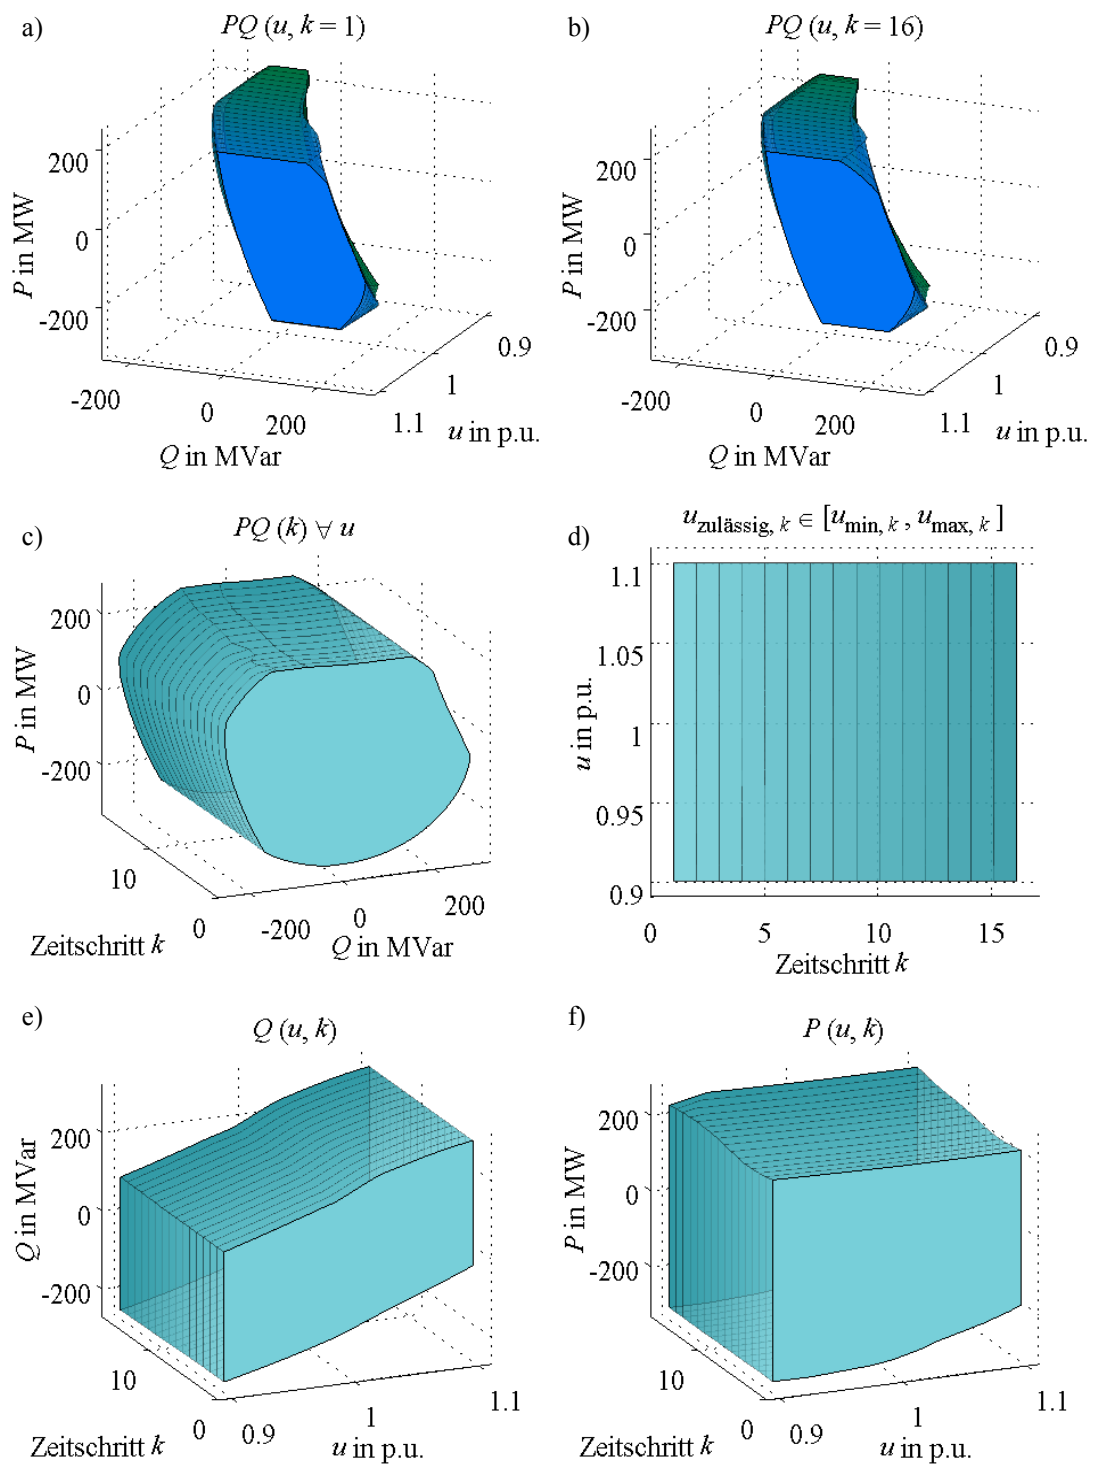 a)
PQ (u, k = 1)
200
0
-200
P in MW
-200
0
200
Q in MVar
0.9
1
1.1
u in p.u.
b)
PQ (u, k = 16)
200
0
-200
P in MW
-200
0
200
Q in MVar
0.9
1
1.1
u in p.u.
c)
PQ (k) ∀ u
200
0
-200
P in MW
10
0
Zeitschritt k
-200
0
200
Q in MVar
d)
u zulässig, k ∈ [u min, k , u max, k ]
1.1
1.05
1
0.95
0.9
u in p.u.
0
5
10
15
Zeitschritt k
e)
Q (u, k)
200
0
-200
Q in MVar
10
0
Zeitschritt k
0.9
1
1.1
u in p.u.
f)
P (u, k)
200
0
-200
P in MW
10
0
Zeitschritt k
0.9
1
1.1
u in p.u.